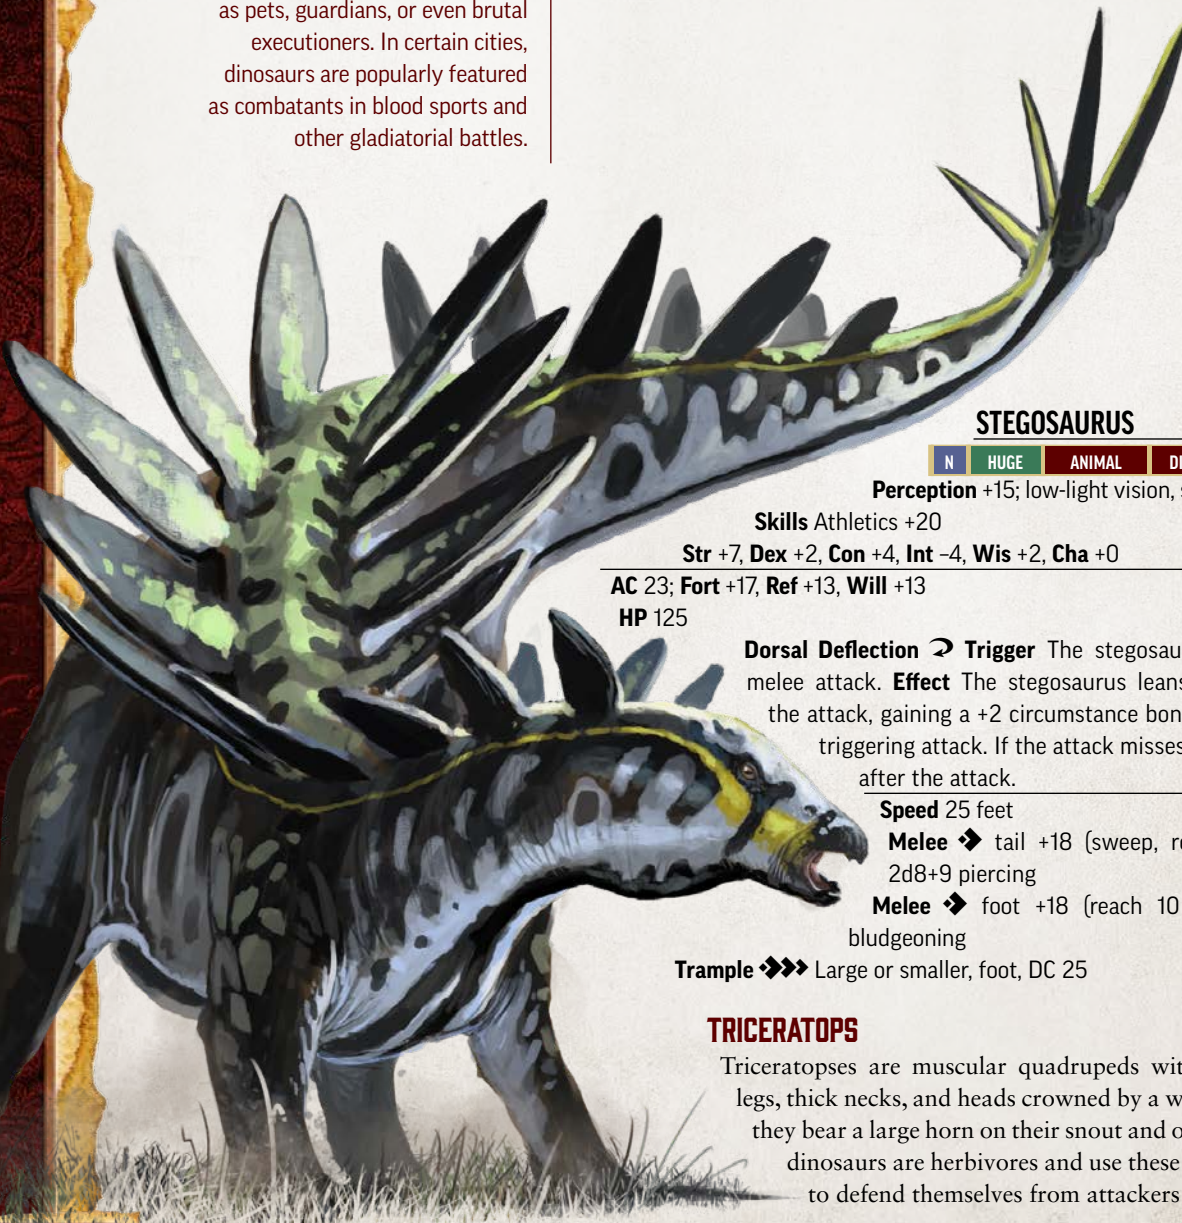 as pets, guardians, or even brutal
executioners. In certain cities,
dinosaurs are popularly featured
as combatants in blood sports and
other gladiatorial battles.
STEGOSAURUS
N HUGE ANIMAL
Perception +15; low-light vision,
Skills Athletics +20
Str +7, Dex +2, Con +4, Int –4, Wis +2, Cha +0
AC 23; Fort +17, Ref +13, Will +13
HP 125
Dorsal Deflection Trigger The stegosau
melee attack. Effect The stegosaurus leans
the attack, gaining a +2 circumstance bon
triggering attack. If the attack misses
after the attack.
Speed 25 feet
Melee tail +18 (sweep, re
2d8+9 piercing
Melee foot +18 (reach 10
bludgeoning
Trample Large or smaller, foot, DC 25
TRICERATOPS
Triceratopses are muscular quadrupeds wit
legs, thick necks, and heads crowned by a w
they bear a large horn on their snout and o
dinosaurs are herbivores and use these
to defend themselves from attackers